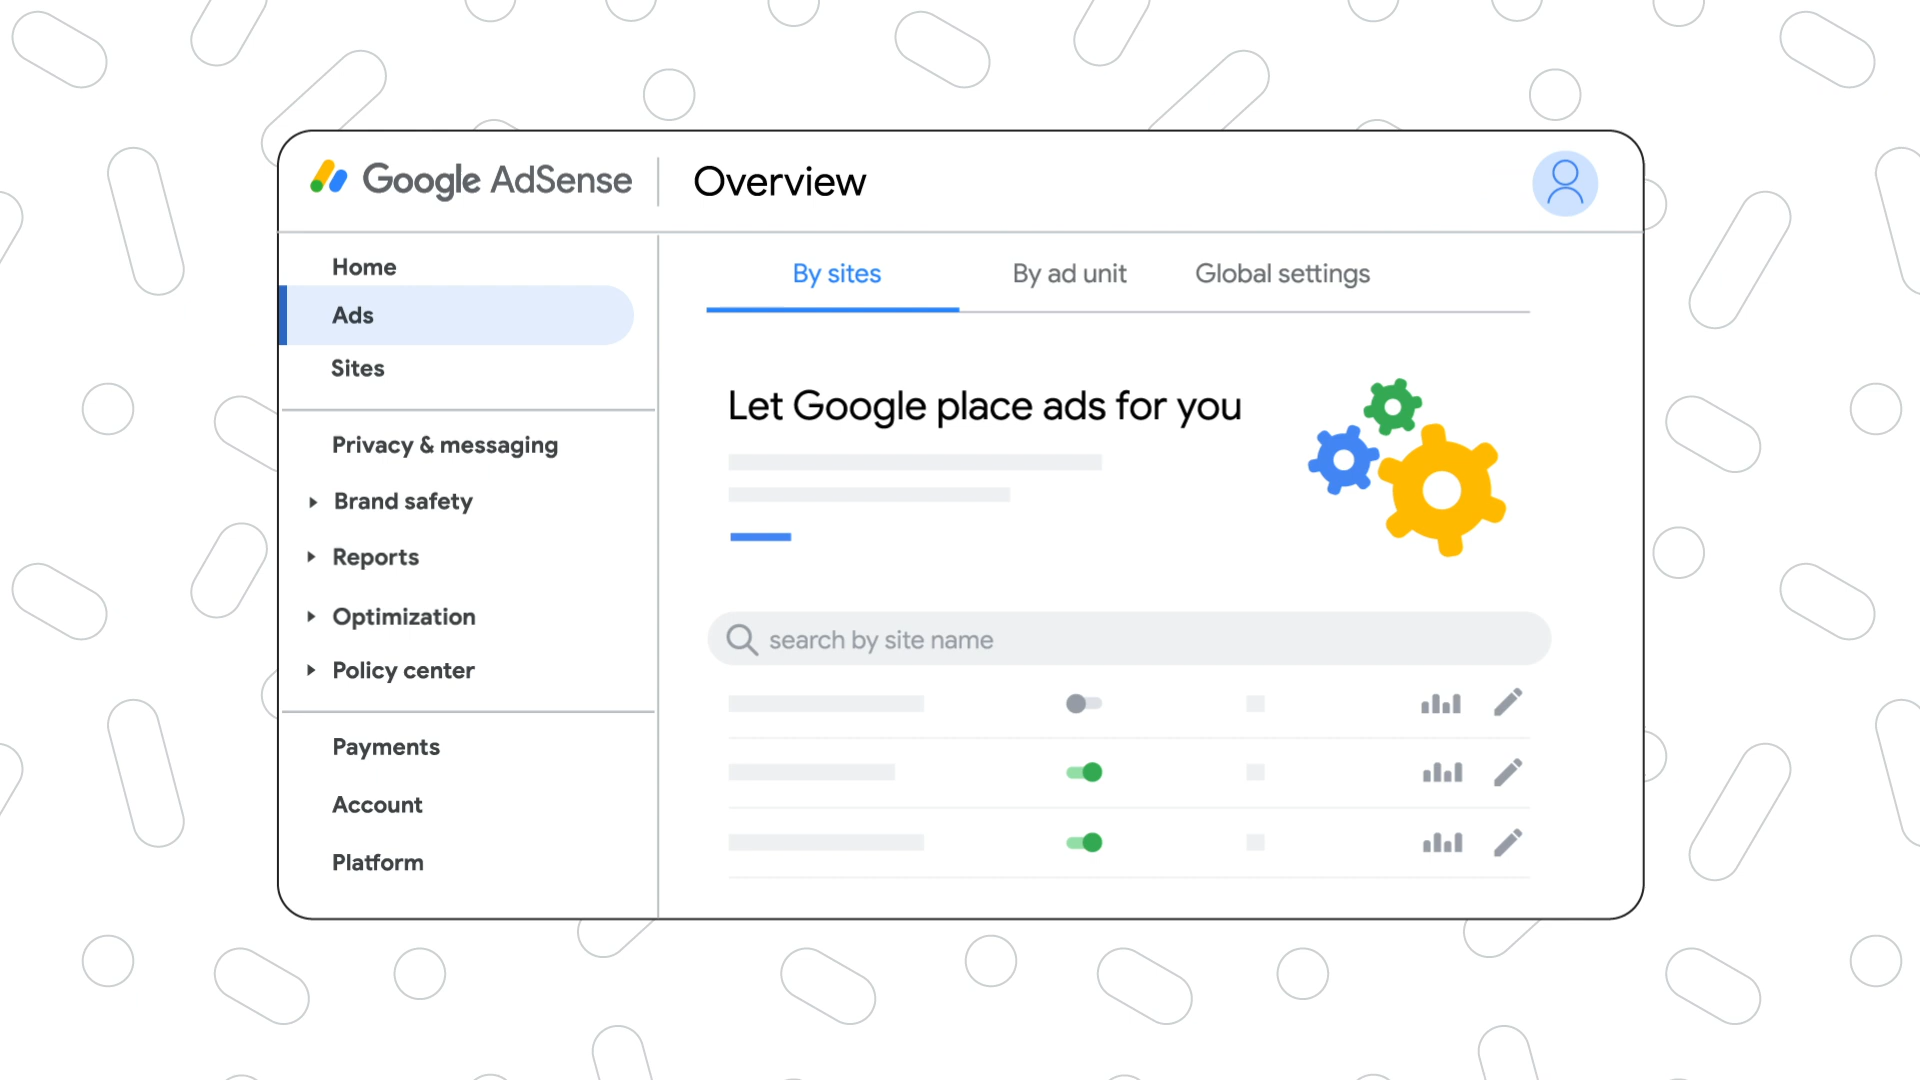 Google AdSense
Overview
Home
Ads
Sites
Privacy & messaging
Brand safety
Reports
Optimization
Policy center
Payments
Account
Platform
By sites
By ad unit
Global settings
Let Google place ads for you
search by site name